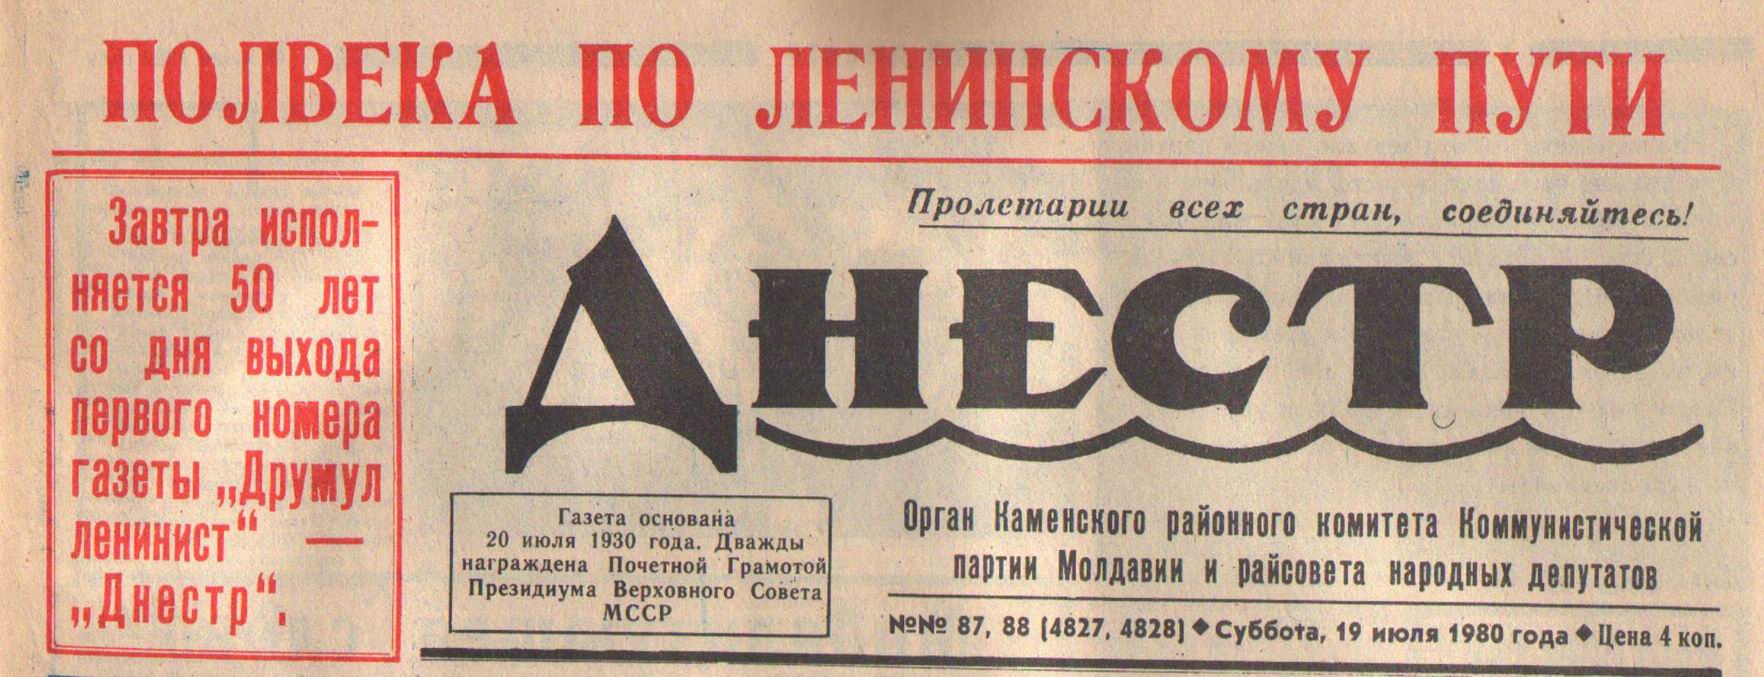 ПОЛВЕКА ПО ЛЕНИНСКОМУ ПУТИ
Завтра испол-
няется 50 лет
со дня выхода
первого номера
газеты „Друмул
ленинист“ —
„Днестр“.
Пролетарии всех стран, соединяйтесь!
ДНЕСТР
Газета основана
20 июля 1930 года. Дважды
награждена Почетной Грамотой
Президиума Верховного Совета
МССР
Орган Каменского районного комитета Коммунистической
партии Молдавии и райсовета народных депутатов
№№ 87, 88 (4827, 4828) ◆ Суббота, 19 июля 1980 года ◆ Цена 4 коп.